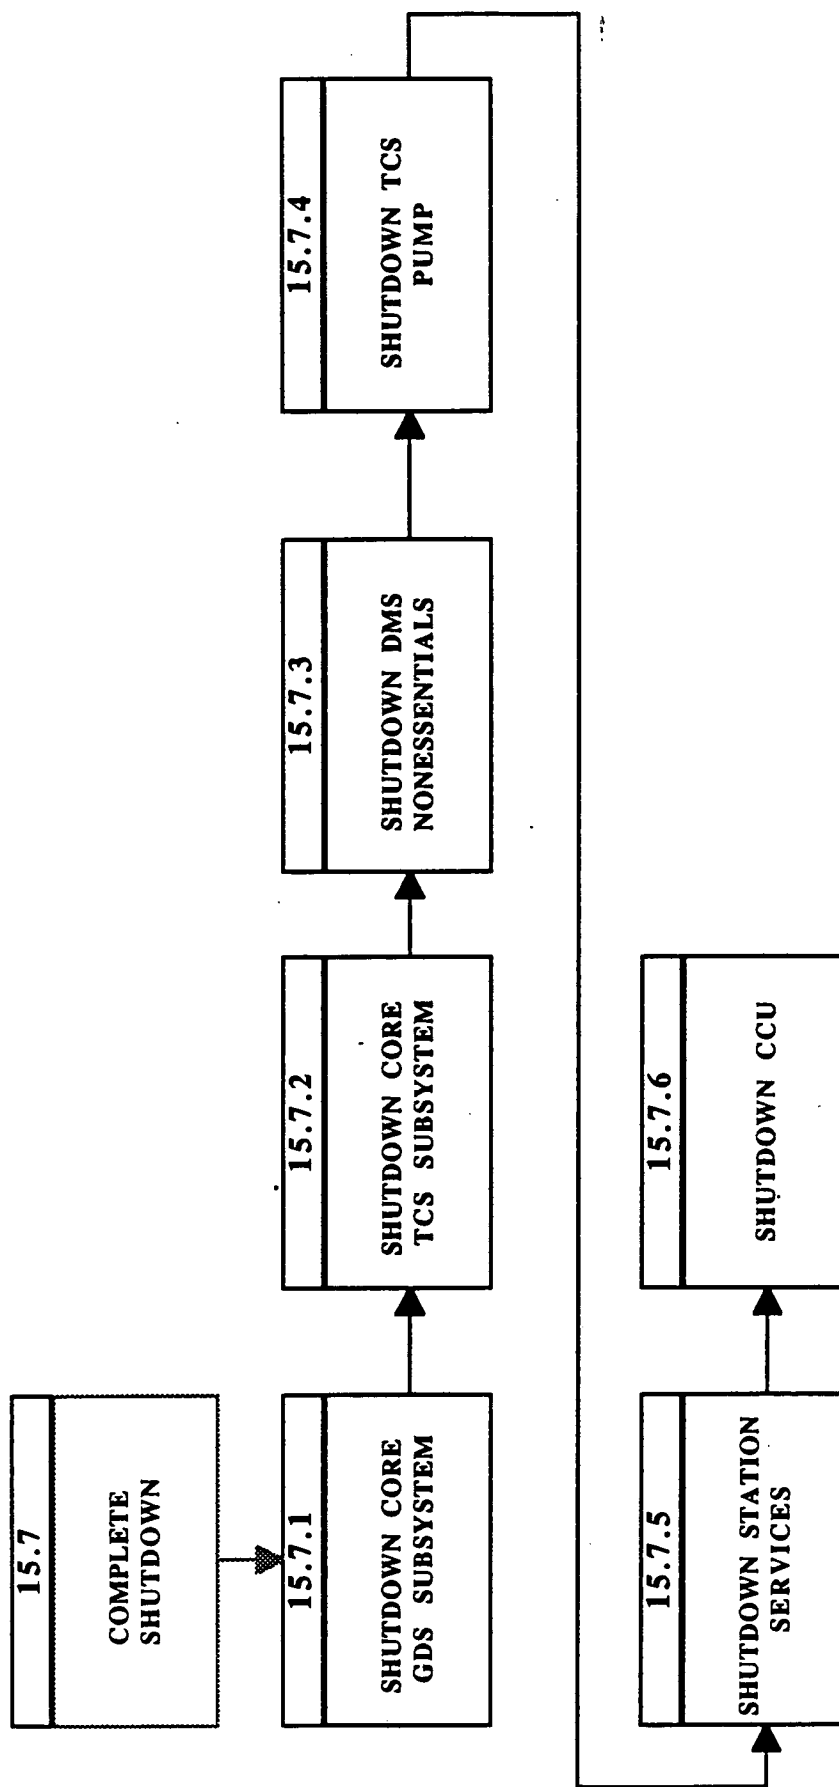 15.7
COMPLETE
SHUTDOWN
15.7.1
SHUTDOWN CORE
GDS SUBSYSTEM
15.7.2
SHUTDOWN CORE
TCS SUBSYSTEM
15.7.3
SHUTDOWN DMS
NONESSENTIALS
15.7.4
SHUTDOWN TCS
PUMP
15.7.5
SHUTDOWN STATION
SERVICES
15.7.6
SHUTDOWN CCU